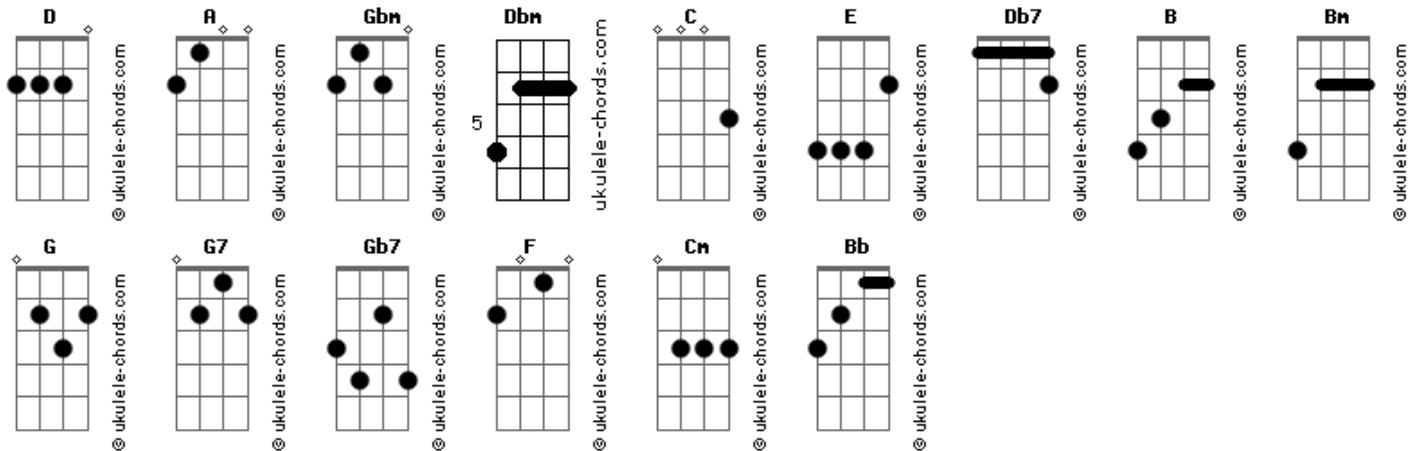 D A Gbm Dbm C E Db7 B Bm
© ukulele-chords.com © ukulele-chords.com © ukulele-chords.com ukulele-chords.com © ukulele-chords.com © ukulele-chords.com © ukulele-chords.com © ukulele-chords.com © ukulele-chords.com
5
G G7 Gb7 F Cm Bb
© ukulele-chords.com © ukulele-chords.com © ukulele-chords.com © ukulele-chords.com © ukulele-chords.com © ukulele-chords.com